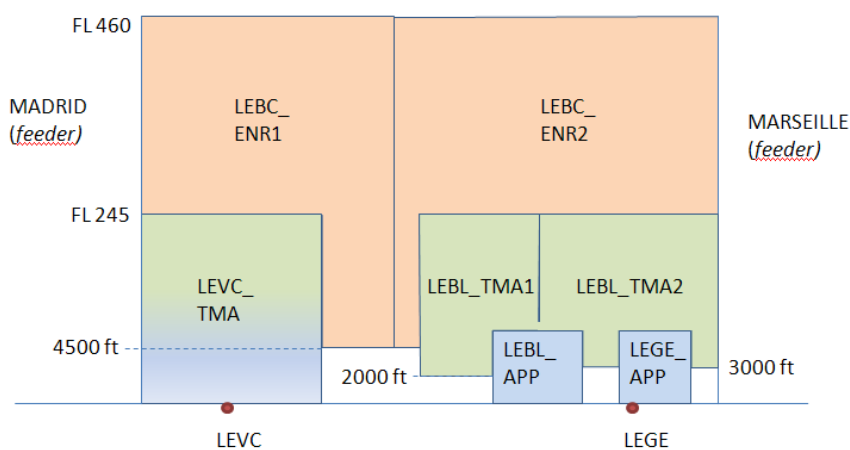 FL 460
MADRID
(feeder)
LEBC_
ENR1
LEBC_
ENR2
MARSEILLE
(feeder)
FL 245
LEVC_
TMA
LEBL_TMA1
LEBL_TMA2
4500 ft
LEBL_
APP
LEGE_
APP
2000 ft
3000 ft
LEVC
LEGE